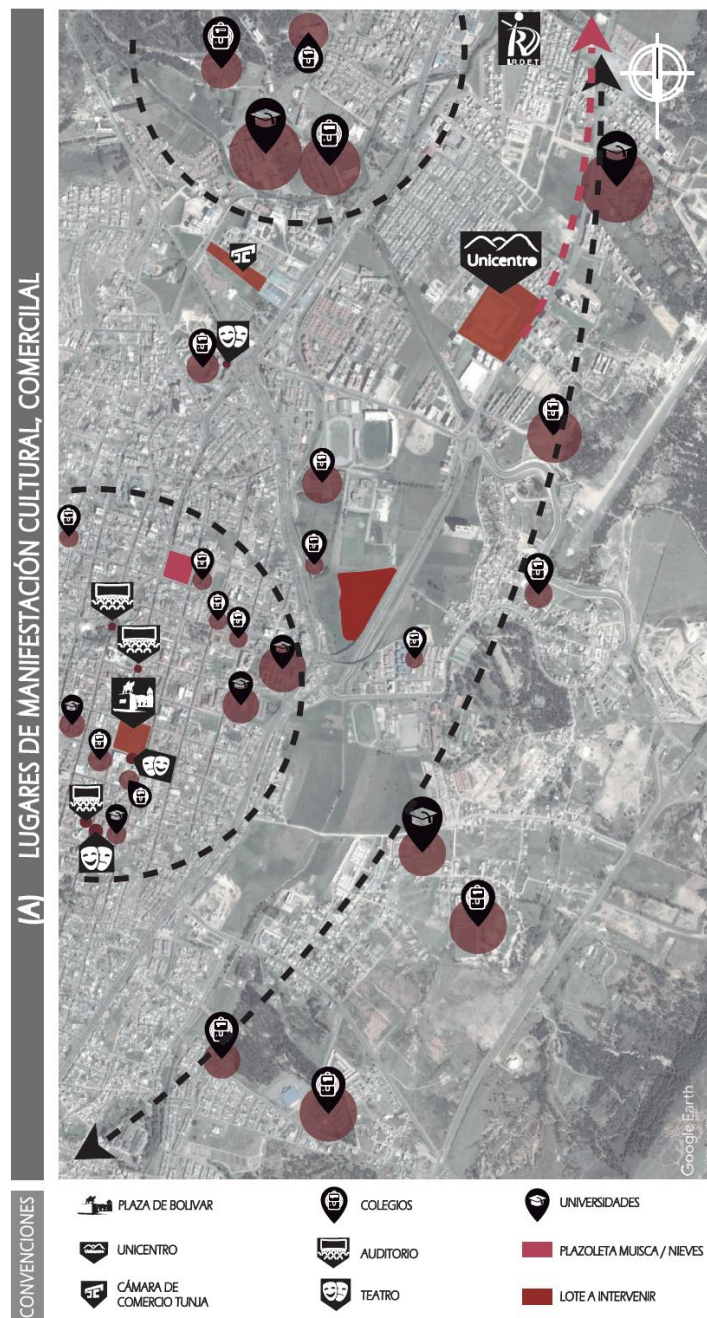 (A) LUGARES DE MANIFESTACIÓN CULTURAL, COMERCILAL
I.R.D.E.T
Unicentro
Google Earth
CONVENCIONES
PLAZA DE BOLIVAR
COLEGIOS
UNIVERSIDADES
Unicentro
UNICENTRO
AUDITORIO
PLAZOLETA MUISCA / NIEVES
CÁMARA DE
COMERCIO TUNJA
TEATRO
LOTE A INTERVENIR